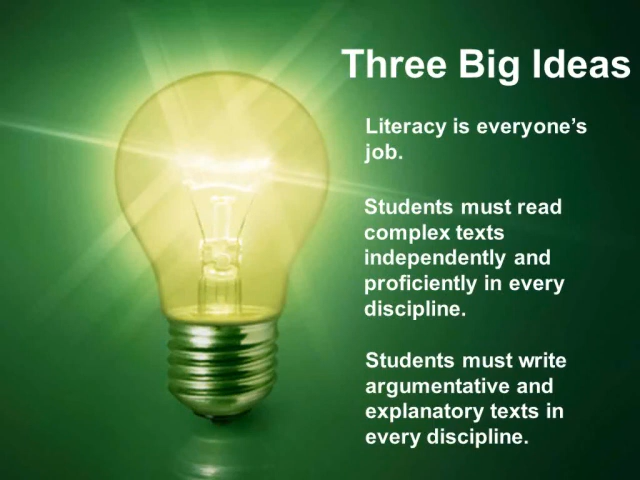 Three Big Ideas
Literacy is everyone’s
job.
Students must read
complex texts
independently and
proficiently in every
discipline.
Students must write
argumentative and
explanatory texts in
every discipline.